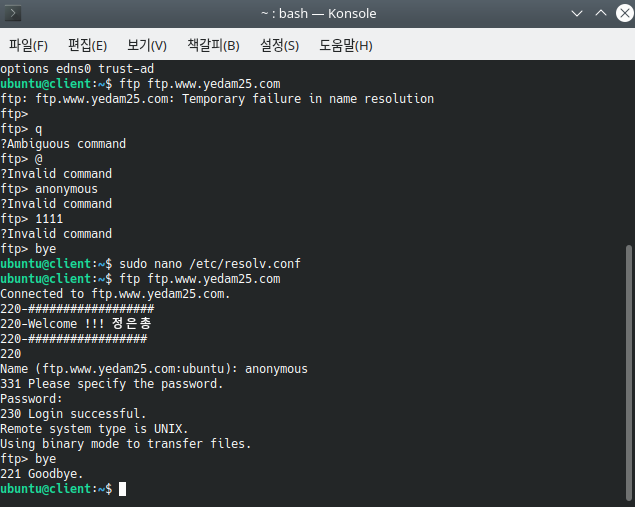 ~ : bash — Konsole
파일(F) 편집(E) 보기(V) 책갈피(B) 설정(S) 도움말(H)
options edns0 trust-ad
ubuntu@client:~$ ftp ftp.www.yedam25.com
ftp: ftp.www.yedam25.com: Temporary failure in name resolution
ftp>
ftp> q
?Ambiguous command
ftp> @
?Invalid command
ftp> anonymous
?Invalid command
ftp> 1111
?Invalid command
ftp> bye
ubuntu@client:~$ sudo nano /etc/resolv.conf
ubuntu@client:~$ ftp ftp.www.yedam25.com
Connected to ftp.www.yedam25.com.
220-##################
220-Welcome !!! 정은총
220-#################
220
Name (ftp.www.yedam25.com:ubuntu): anonymous
331 Please specify the password.
Password:
230 Login successful.
Remote system type is UNIX.
Using binary mode to transfer files.
ftp> bye
221 Goodbye.
ubuntu@client:~$